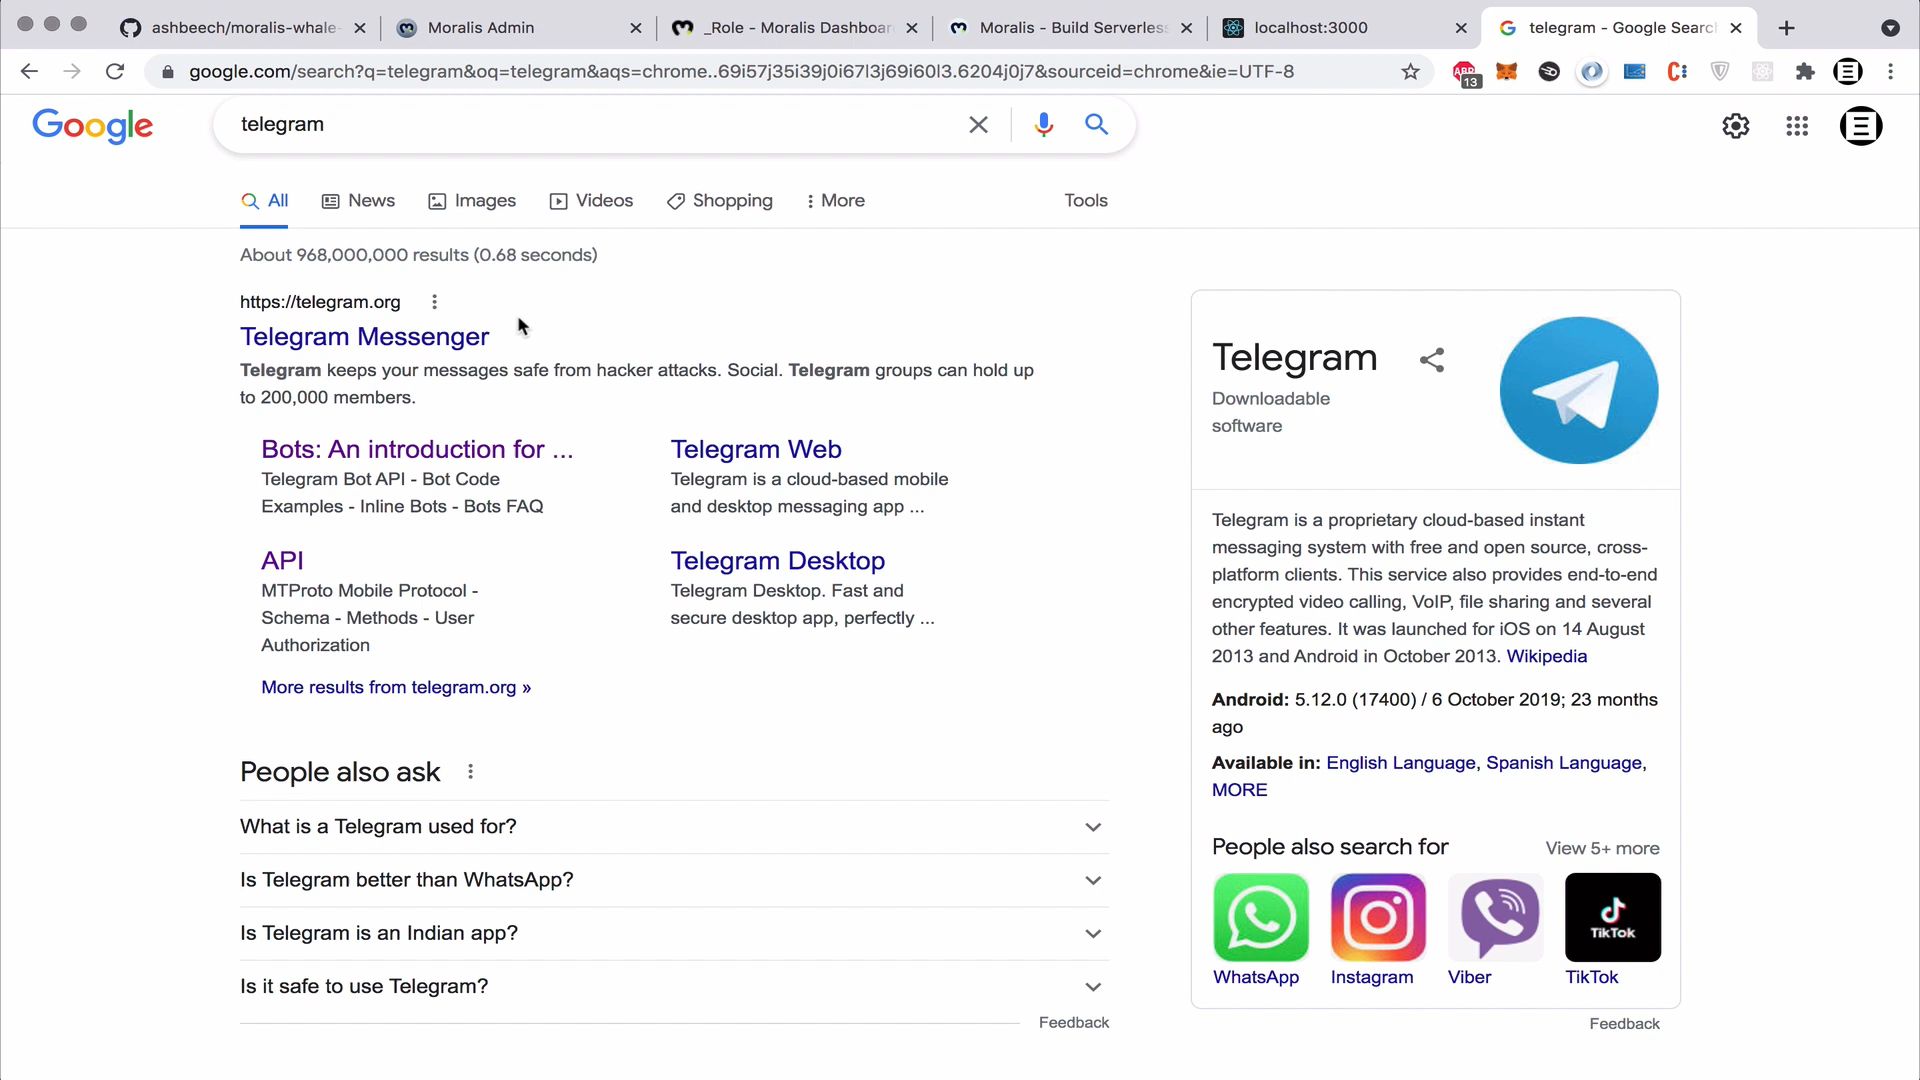 ashbeech/moralis-whale-
Moralis Admin
_Role - Moralis Dashboar
Moralis - Build Serverless
localhost:3000
telegram - Google Searc
google.com/search?q=telegram&oq=telegram&aqs=chrome..69i57j35i39j0i67l3j69i60l3.6204j0j7&sourceid=chrome&ie=UTF-8
ABP
13
Google
telegram
All
News
Images
Videos
Shopping
More
Tools
About 968,000,000 results (0.68 seconds)
https://telegram.org
Telegram Messenger
Telegram keeps your messages safe from hacker attacks. Social. Telegram groups can hold up
to 200,000 members.
Bots: An introduction for ...
Telegram Bot API - Bot Code
Examples - Inline Bots - Bots FAQ
Telegram Web
Telegram is a cloud-based mobile
and desktop messaging app ...
API
MTProto Mobile Protocol -
Schema - Methods - User
Authorization
Telegram Desktop
Telegram Desktop. Fast and
secure desktop app, perfectly ...
More results from telegram.org »
People also ask
What is a Telegram used for?
Is Telegram better than WhatsApp?
Is Telegram is an Indian app?
Is it safe to use Telegram?
Feedback
Telegram
Downloadable
software
Telegram is a proprietary cloud-based instant
messaging system with free and open source, cross-
platform clients. This service also provides end-to-end
encrypted video calling, VoIP, file sharing and several
other features. It was launched for iOS on 14 August
2013 and Android in October 2013. Wikipedia
Android: 5.12.0 (17400) / 6 October 2019; 23 months
ago
Available in: English Language, Spanish Language,
MORE
People also search for
View 5+ more
TikTok
WhatsApp
Instagram
Viber
TikTok
Feedback